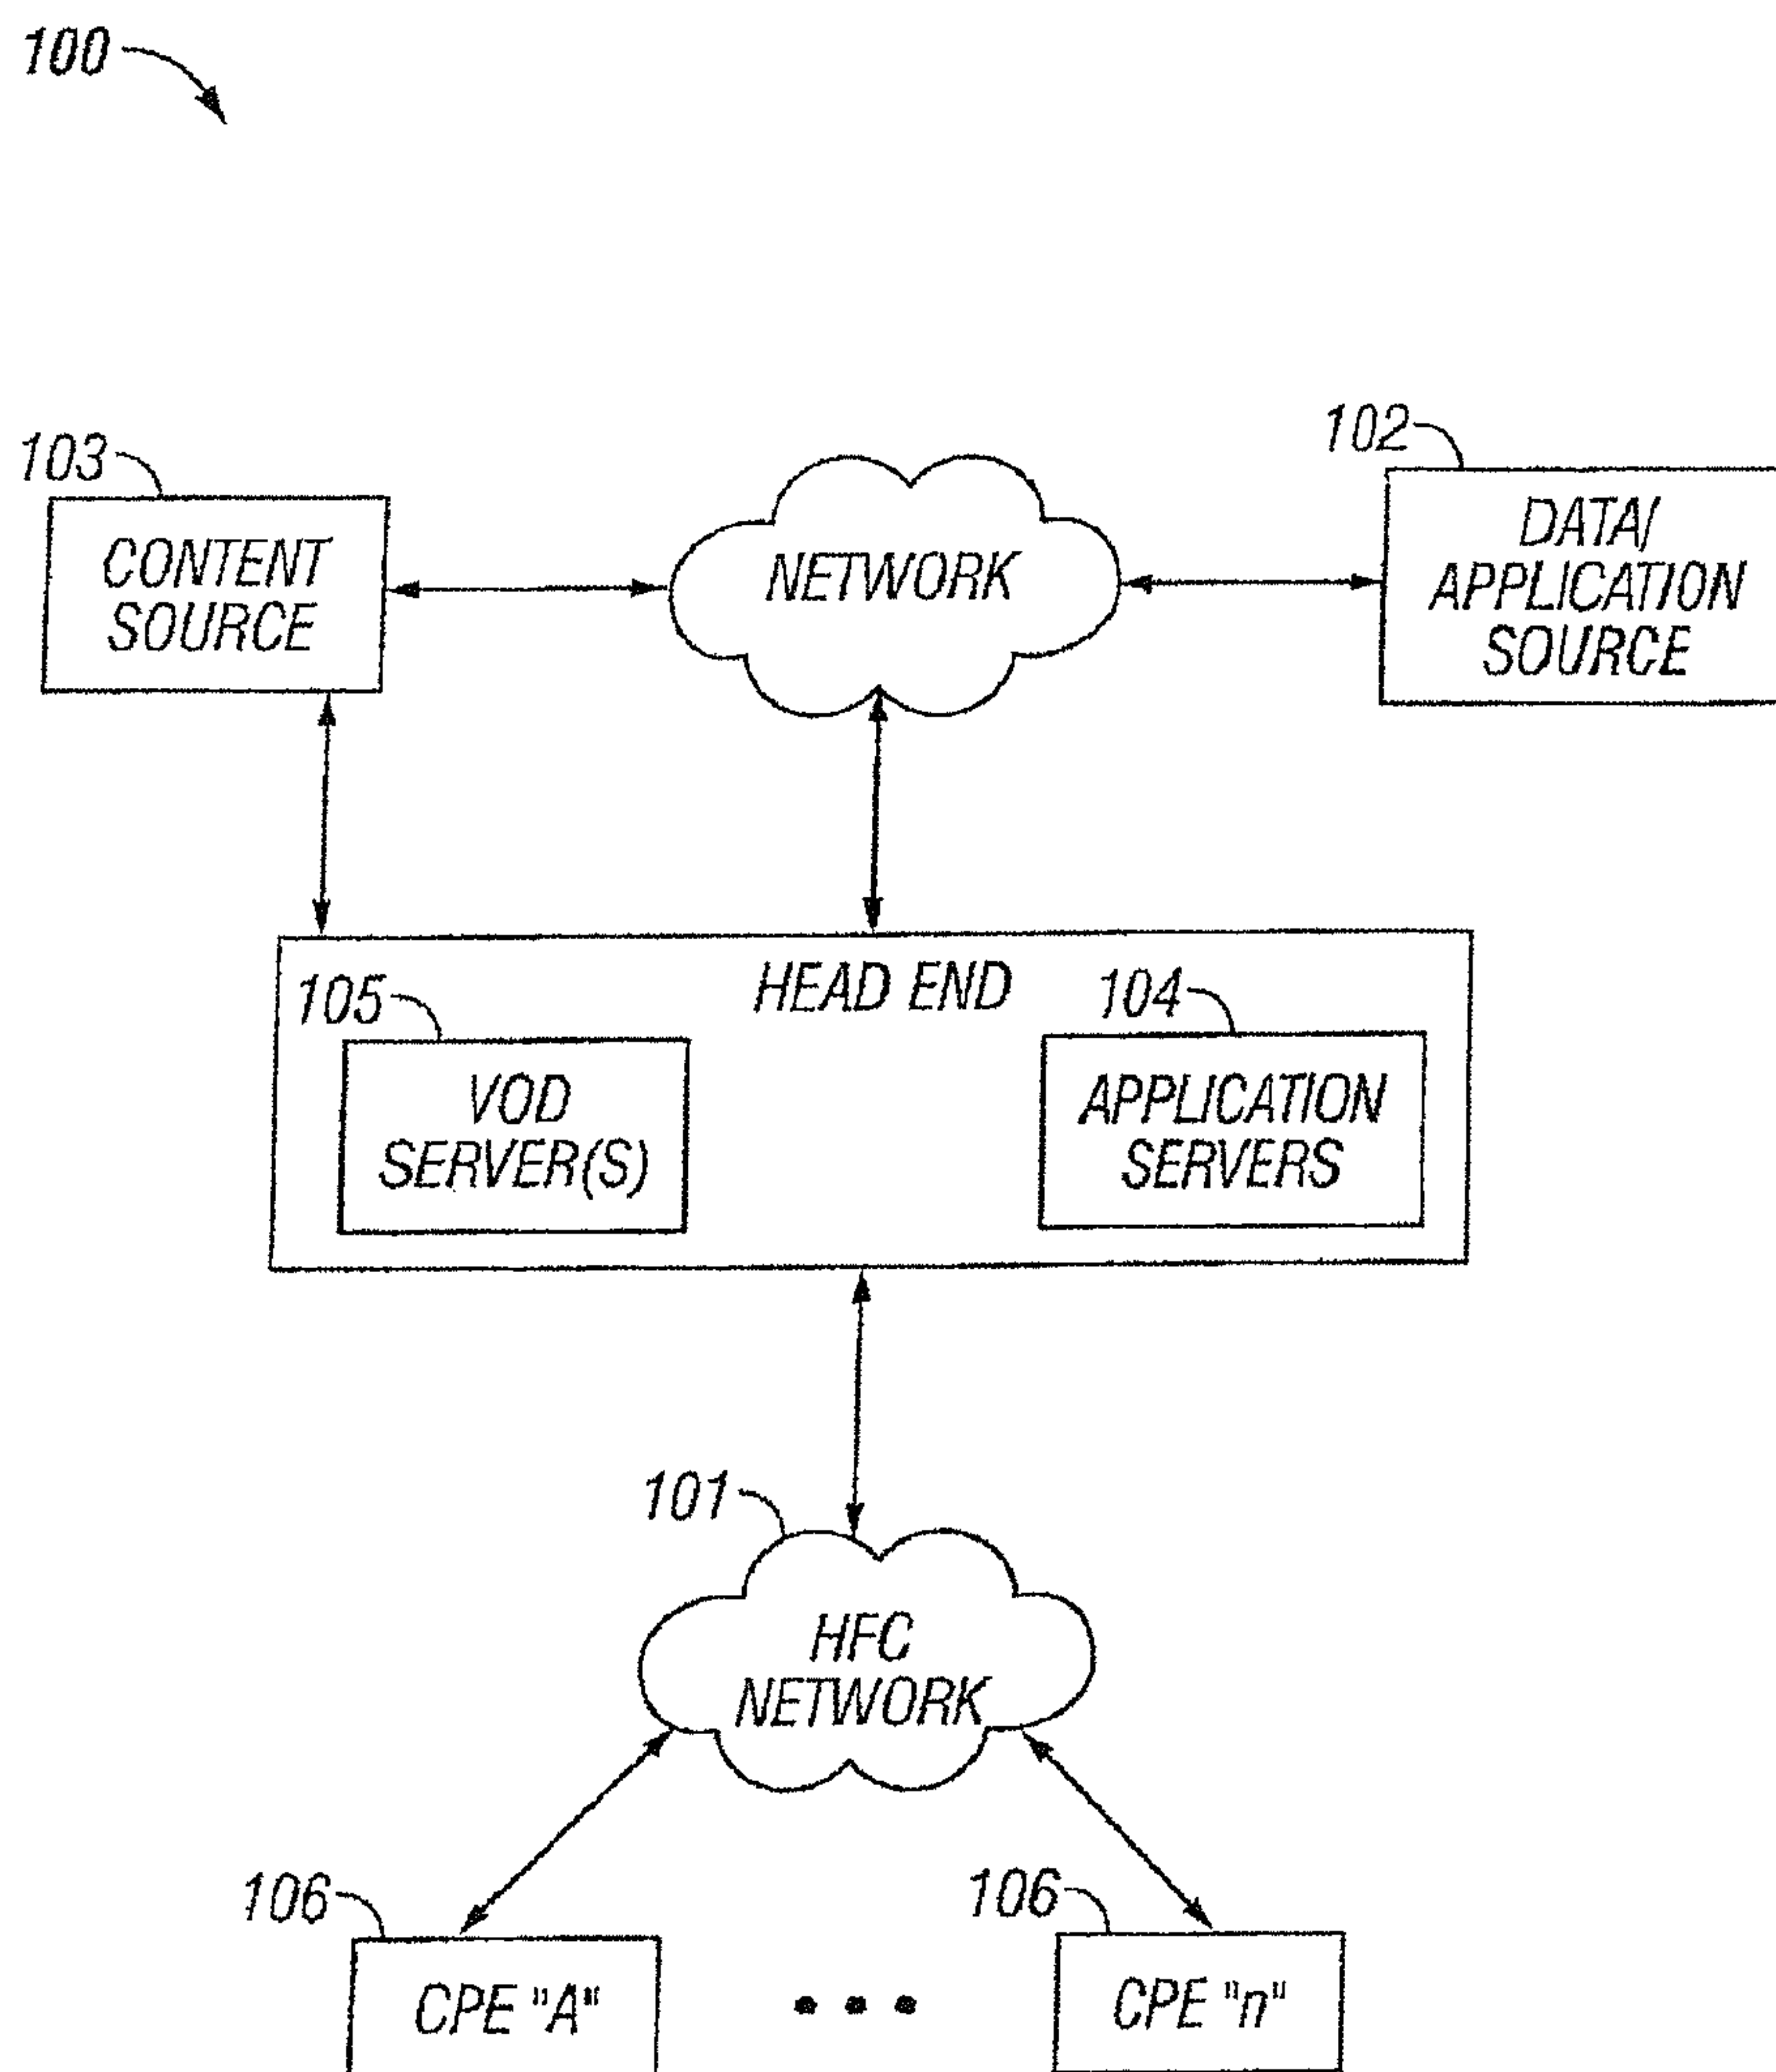 100
103
102
CONTENT
SOURCE
NETWORK
DATA/
APPLICATION
SOURCE
HEAD END
105
104
VOD
SERVER(S)
APPLICATION
SERVERS
101
HFC
NETWORK
106
106
CPE "A"
• • •
CPE "n"